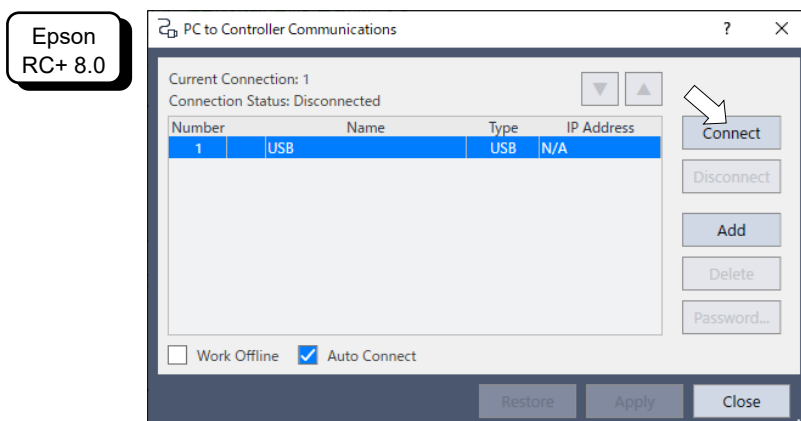 Epson
RC+ 8.0
PC to Controller Communications
Current Connection: 1
Connection Status: Disconnected
Number Name Type IP Address
1 USB USB N/A
Connect
Disconnect
Add
Delete
Password...
Work Offline Auto Connect
Restore Apply Close